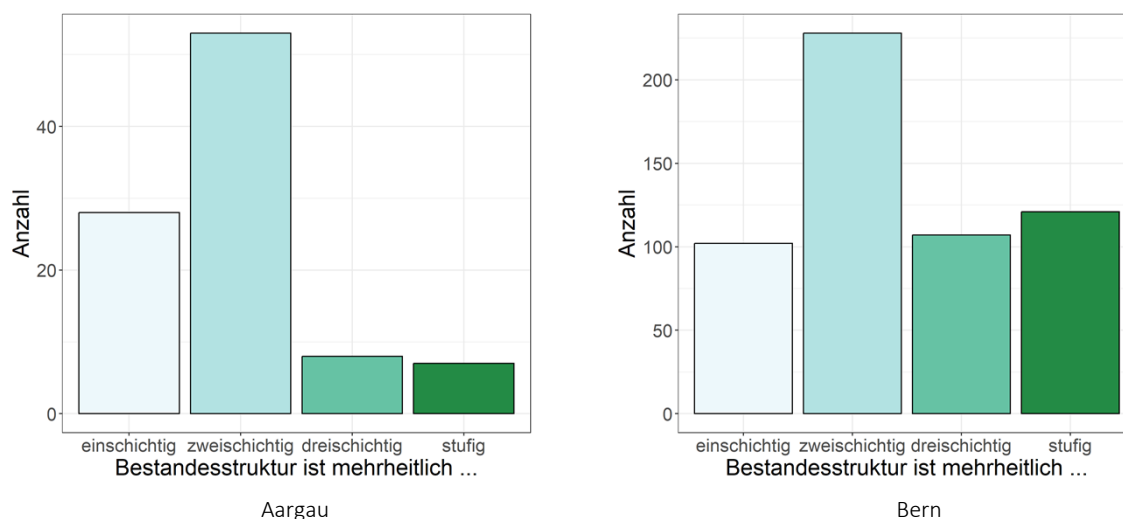 Anzahl
40
20
0
einschichtig zweischichtig dreischichtig stufig
Bestandesstruktur ist mehrheitlich ...
Aargau
Anzahl
200
150
100
50
0
einschichtig zweischichtig dreischichtig stufig
Bestandesstruktur ist mehrheitlich ...
Bern